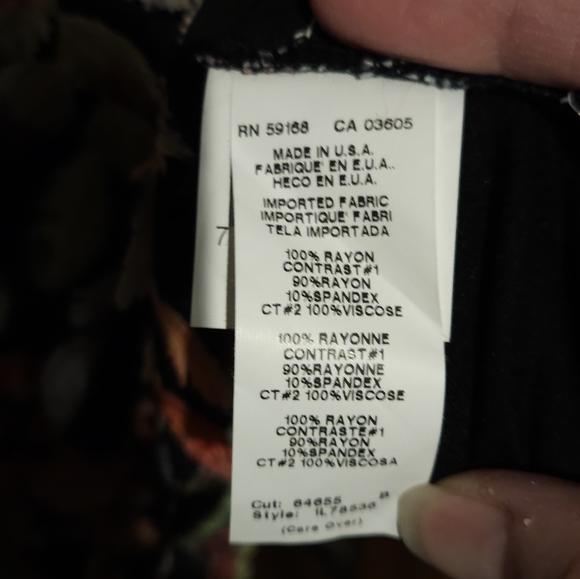 RN 59168 CA 03605
MADE IN U.S.A.
FABRIQUE' EN E.U.A..
HECO EN E.U.A.
IMPORTED FABRIC
IMPORTIQUE' FABRI
TELA IMPORTADA
7
100% RAYON
CONTRAST#1
90%RAYON
10%SPANDEX
CT#2 100%VISCOSE
100% RAYONNE
CONTRAST#1
90%RAYONNE
10%SPANDEX
CT#2 100%VISCOSE
100% RAYON
CONTRASTE#1
90%RAYON
10%SPANDEX
CT#2 100%VISCOSA
Cut: 64655 B
Style:
(Care Over)